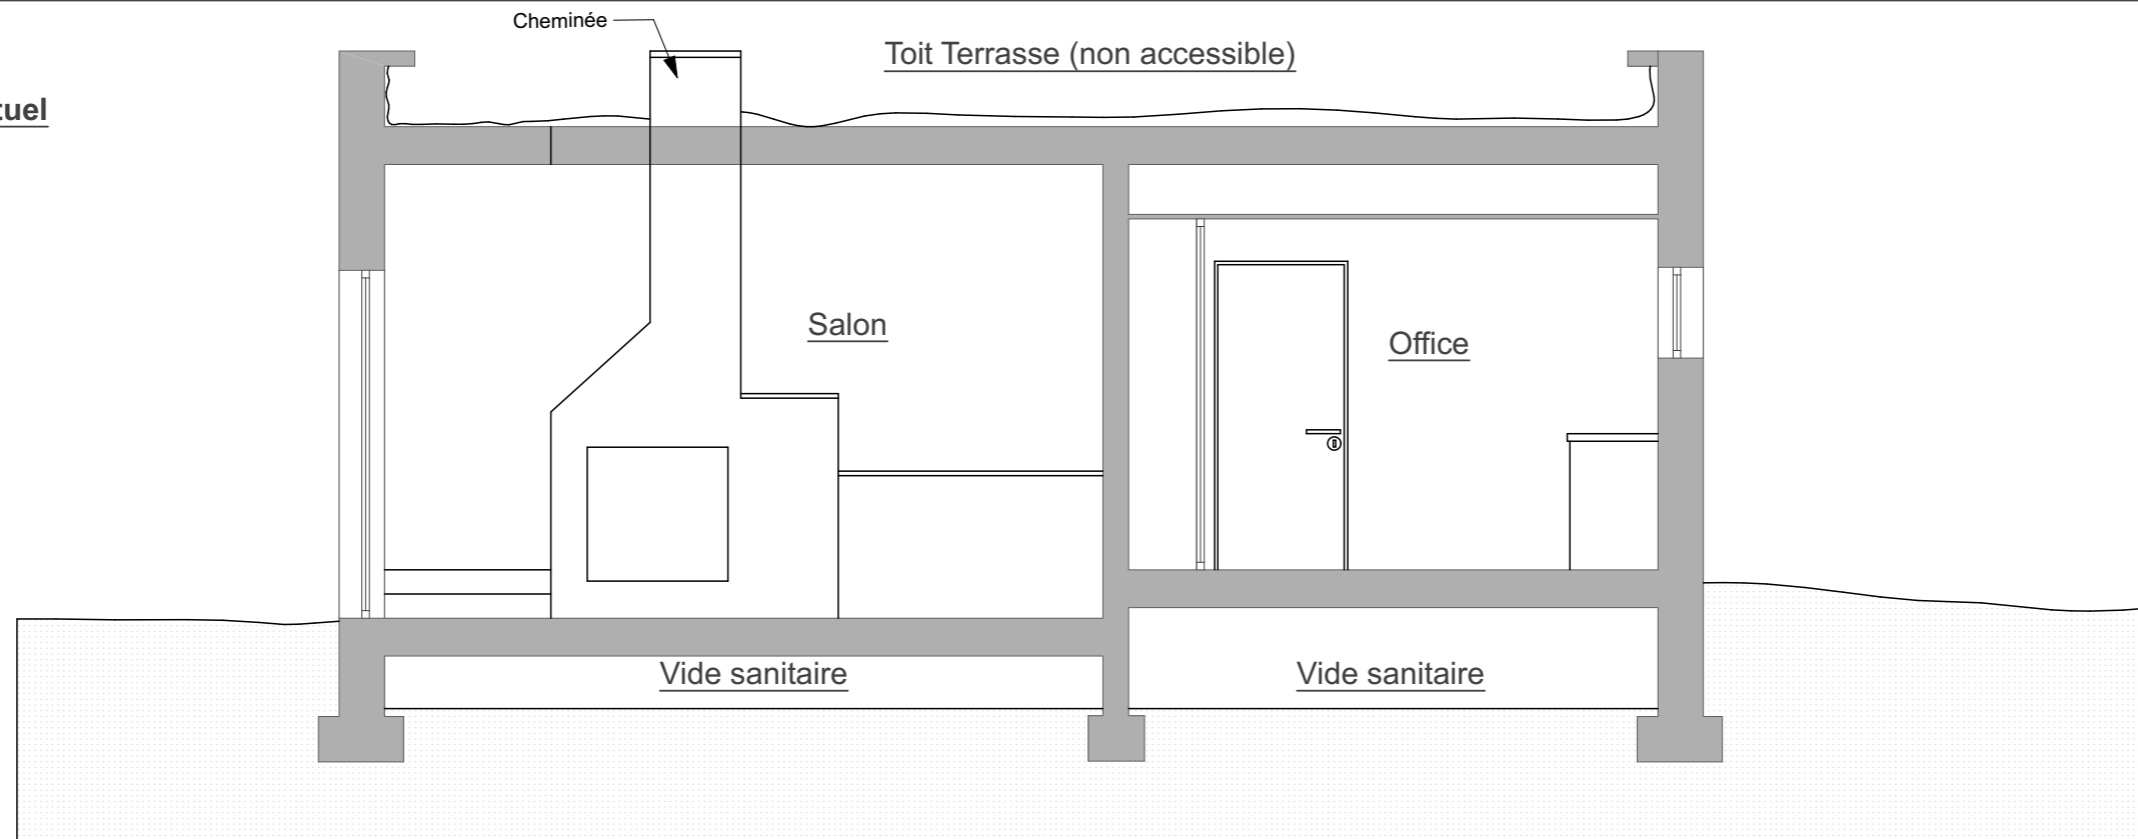 Cheminée
Toit Terrasse (non accessible)
tuel
Salon
Office
Vide sanitaire
Vide sanitaire